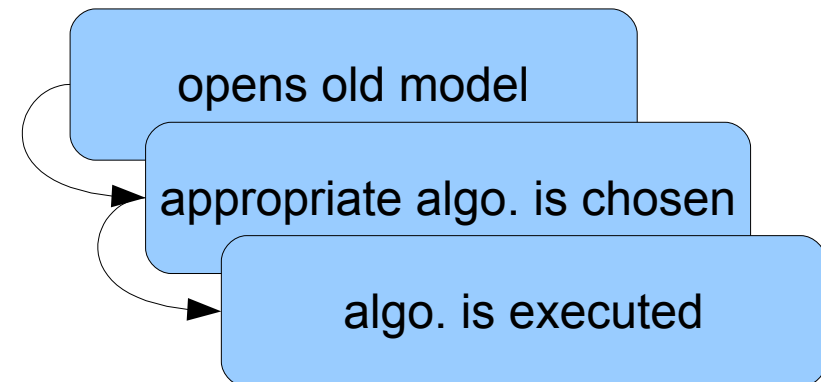 opens old model
appropriate algo. is chosen
algo. is executed